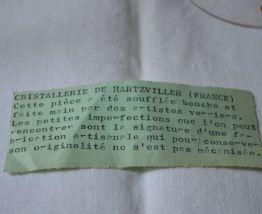 CRISTALLERIE DE HARTZVILLER (FRANCE)
Cette pièce a été soufflée bouche et
faite main par des artistes verriers.
Les petites imperfections que l'on peut
rencontrer sont la signature d'une fa-
brication artisanale qui pour conserver
son originalité ne s'est pas mécanisée.